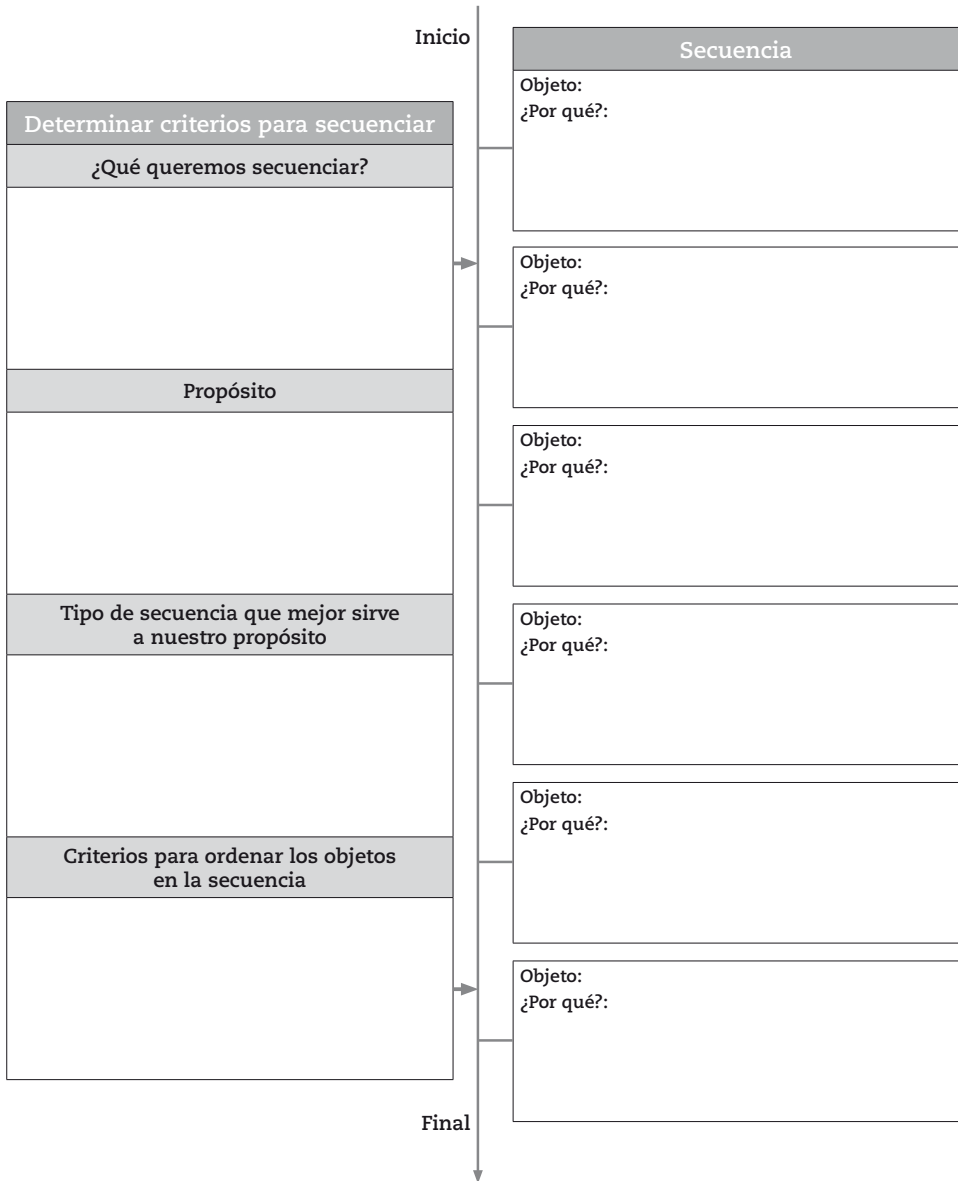 Inicio
Determinar criterios para secuenciar
¿Qué queremos secuenciar?
Propósito
Tipo de secuencia que mejor sirve
a nuestro propósito
Criterios para ordenar los objetos
en la secuencia
Secuencia
Objeto:
¿Por qué?:
Objeto:
¿Por qué?:
Objeto:
¿Por qué?:
Objeto:
¿Por qué?:
Objeto:
¿Por qué?:
Objeto:
¿Por qué?:
Final